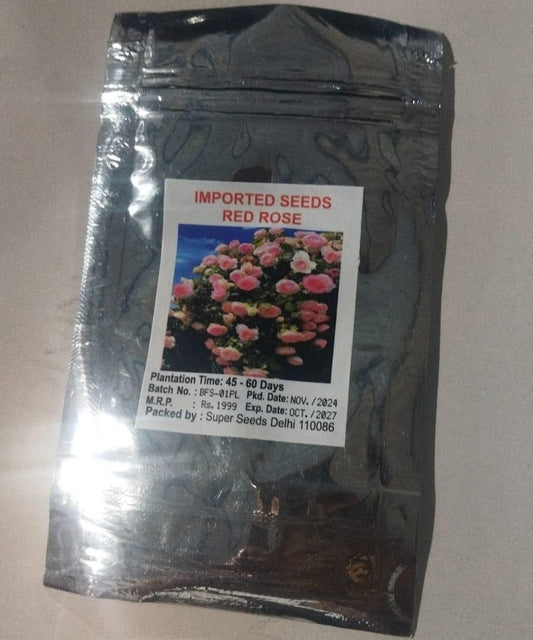 IMPORTED SEEDS
RED ROSE
Plantation Time: 45 - 60 Days
Batch No. : BFS-01PL Pkd. Date: NOV. / 2024
M.R.P. : Rs. 1999 Exp. Date: OCT. / 2027
Packed by : Super Seeds Delhi 110086